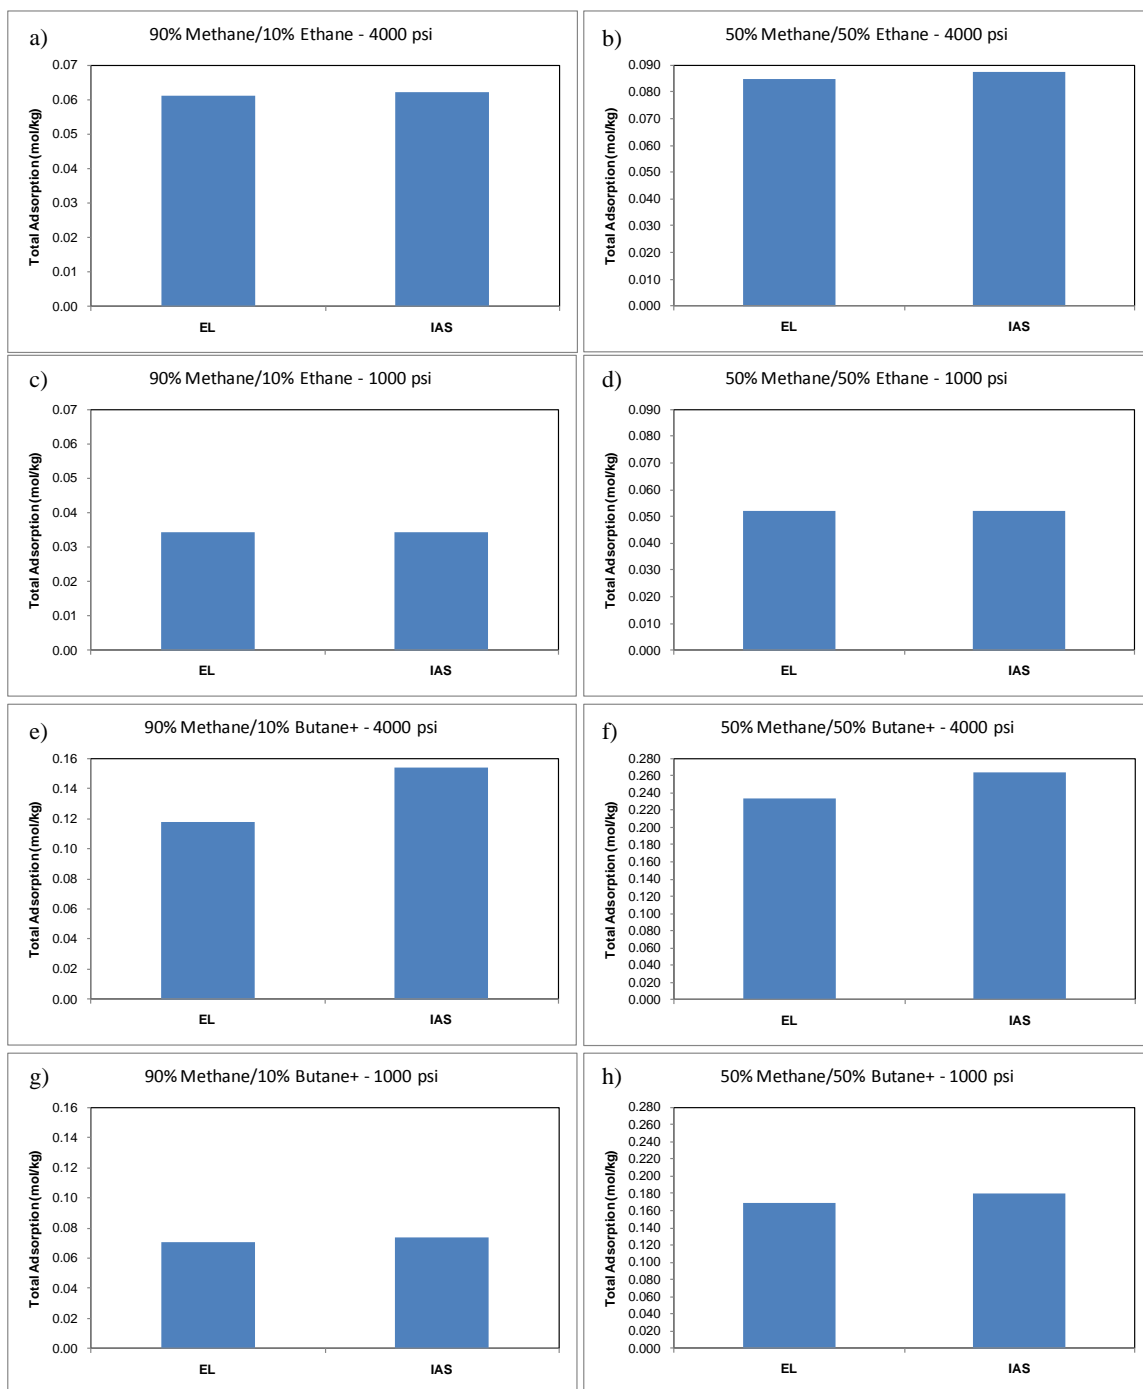 a)
90% Methane/10% Ethane - 4000 psi
Total Adsorption (mol/kg)
0.07
0.06
0.05
0.04
0.03
0.02
0.01
0.00
EL
IAS
b)
50% Methane/50% Ethane - 4000 psi
Total Adsorption (mol/kg)
0.090
0.080
0.070
0.060
0.050
0.040
0.030
0.020
0.010
0.000
EL
IAS
c)
90% Methane/10% Ethane - 1000 psi
Total Adsorption (mol/kg)
0.07
0.06
0.05
0.04
0.03
0.02
0.01
0.00
EL
IAS
d)
50% Methane/50% Ethane - 1000 psi
Total Adsorption (mol/kg)
0.090
0.080
0.070
0.060
0.050
0.040
0.030
0.020
0.010
0.000
EL
IAS
e)
90% Methane/10% Butane+ - 4000 psi
Total Adsorption (mol/kg)
0.16
0.14
0.12
0.10
0.08
0.06
0.04
0.02
0.00
EL
IAS
f)
50% Methane/50% Butane+ - 4000 psi
Total Adsorption (mol/kg)
0.280
0.260
0.240
0.220
0.200
0.180
0.160
0.140
0.120
0.100
0.080
0.060
0.040
0.020
0.000
EL
IAS
g)
90% Methane/10% Butane+ - 1000 psi
Total Adsorption (mol/kg)
0.16
0.14
0.12
0.10
0.08
0.06
0.04
0.02
0.00
EL
IAS
h)
50% Methane/50% Butane+ - 1000 psi
Total Adsorption (mol/kg)
0.280
0.260
0.240
0.220
0.200
0.180
0.160
0.140
0.120
0.100
0.080
0.060
0.040
0.020
0.000
EL
IAS